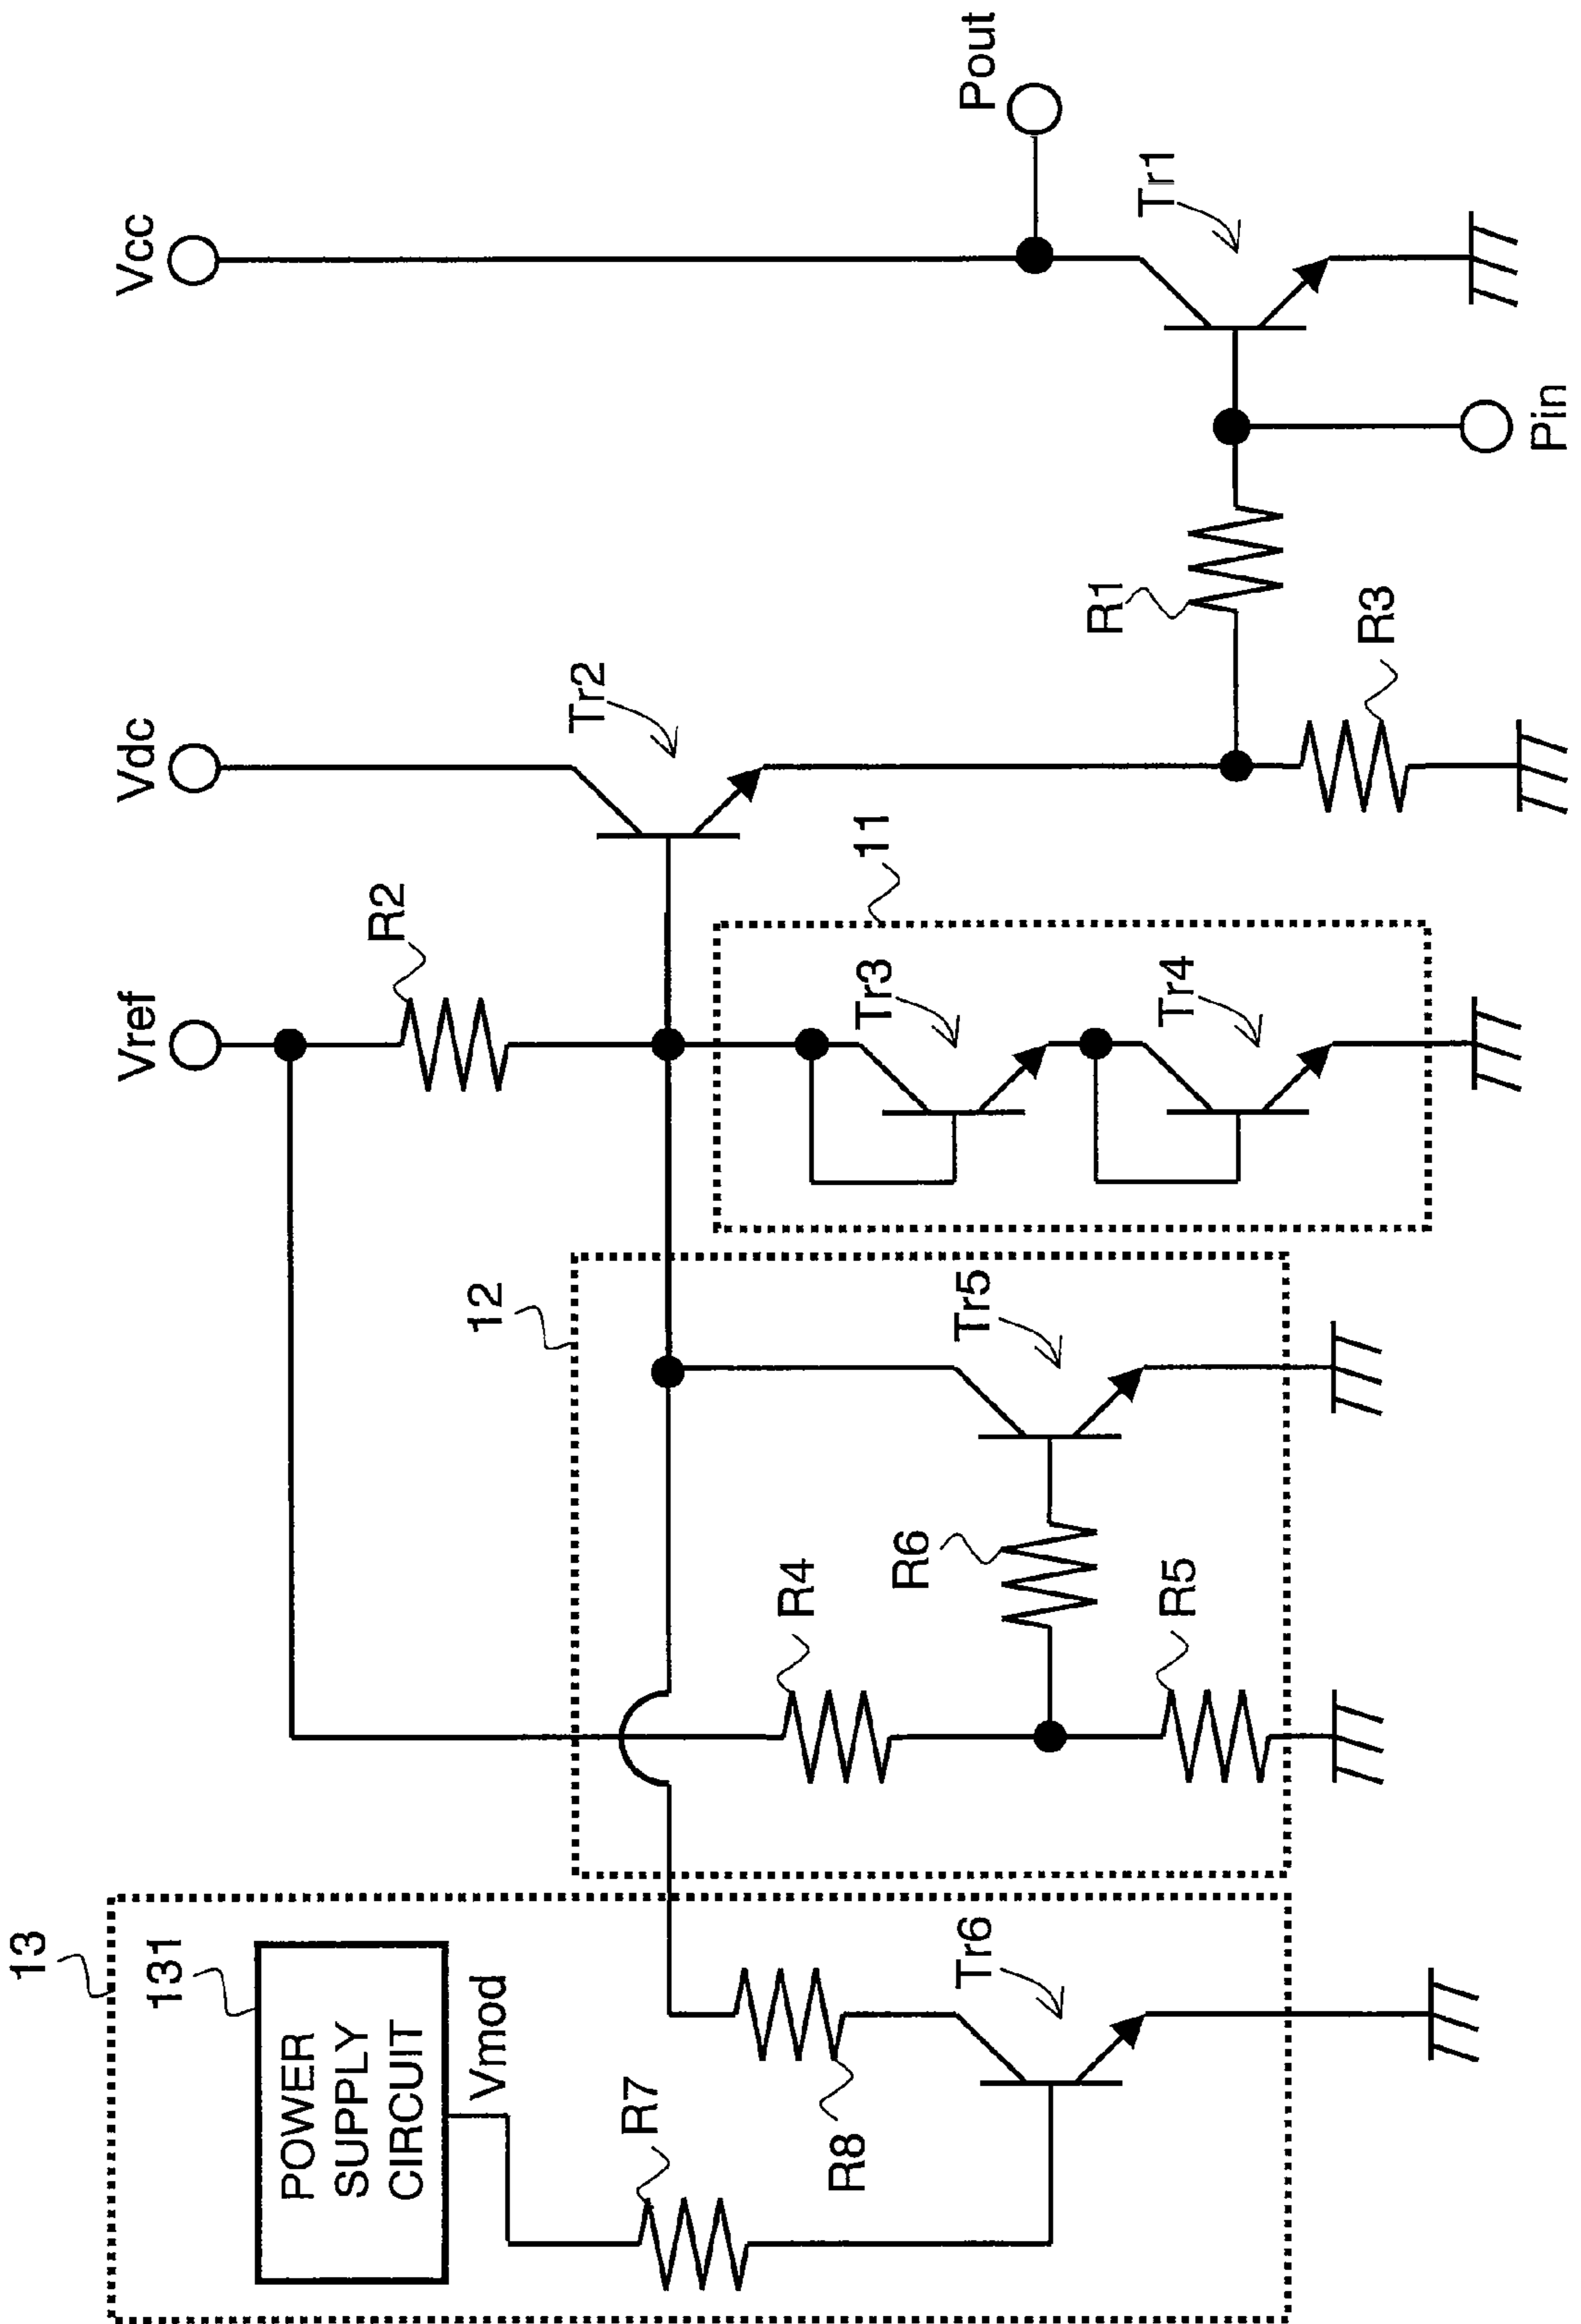 13
131
POWER
SUPPLY
CIRCUIT
Vmod
R7
R8
Tr6
12
R4
R6
R5
Tr5
Vref
R2
11
Tr3
Tr4
Vdc
Tr2
R1
R3
Vcc
Pout
Tr1
Pin